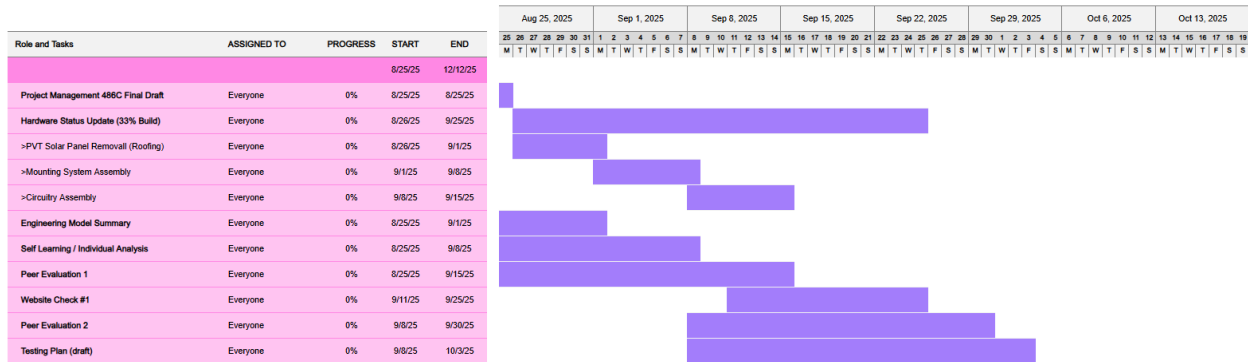 Aug 25, 2025 Sep 1, 2025 Sep 8, 2025 Sep 15, 2025 Sep 22, 2025 Sep 29, 2025 Oct 6, 2025 Oct 13, 2025
25 26 27 28 29 30 31 1 2 3 4 5 6 7 8 9 10 11 12 13 14 15 16 17 18 19 20 21 22 23 24 25 26 27 28 29 30 1 2 3 4 5 6 7 8 9 10 11 12 13 14 15 16 17 18 19
Role and Tasks ASSIGNED TO PROGRESS START END M T W T F S S M T W T F S S M T W T F S S M T W T F S S M T W T F S S M T W T F S S M T W T F S S M T W T F S S
8/25/25 12/12/25
Project Management 486C Final Draft Everyone 0% 8/25/25 8/25/25
Hardware Status Update (33% Build) Everyone 0% 8/26/25 9/25/25
>PVT Solar Panel Removall (Roofing) Everyone 0% 8/26/25 9/1/25
>Mounting System Assembly Everyone 0% 9/1/25 9/8/25
>Circuitry Assembly Everyone 0% 9/8/25 9/15/25
Engineering Model Summary Everyone 0% 8/25/25 9/1/25
Self Learning / Individual Analysis Everyone 0% 8/25/25 9/8/25
Peer Evaluation 1 Everyone 0% 8/25/25 9/15/25
Website Check #1 Everyone 0% 9/11/25 9/25/25
Peer Evaluation 2 Everyone 0% 9/8/25 9/30/25
Testing Plan (draft) Everyone 0% 9/8/25 10/3/25